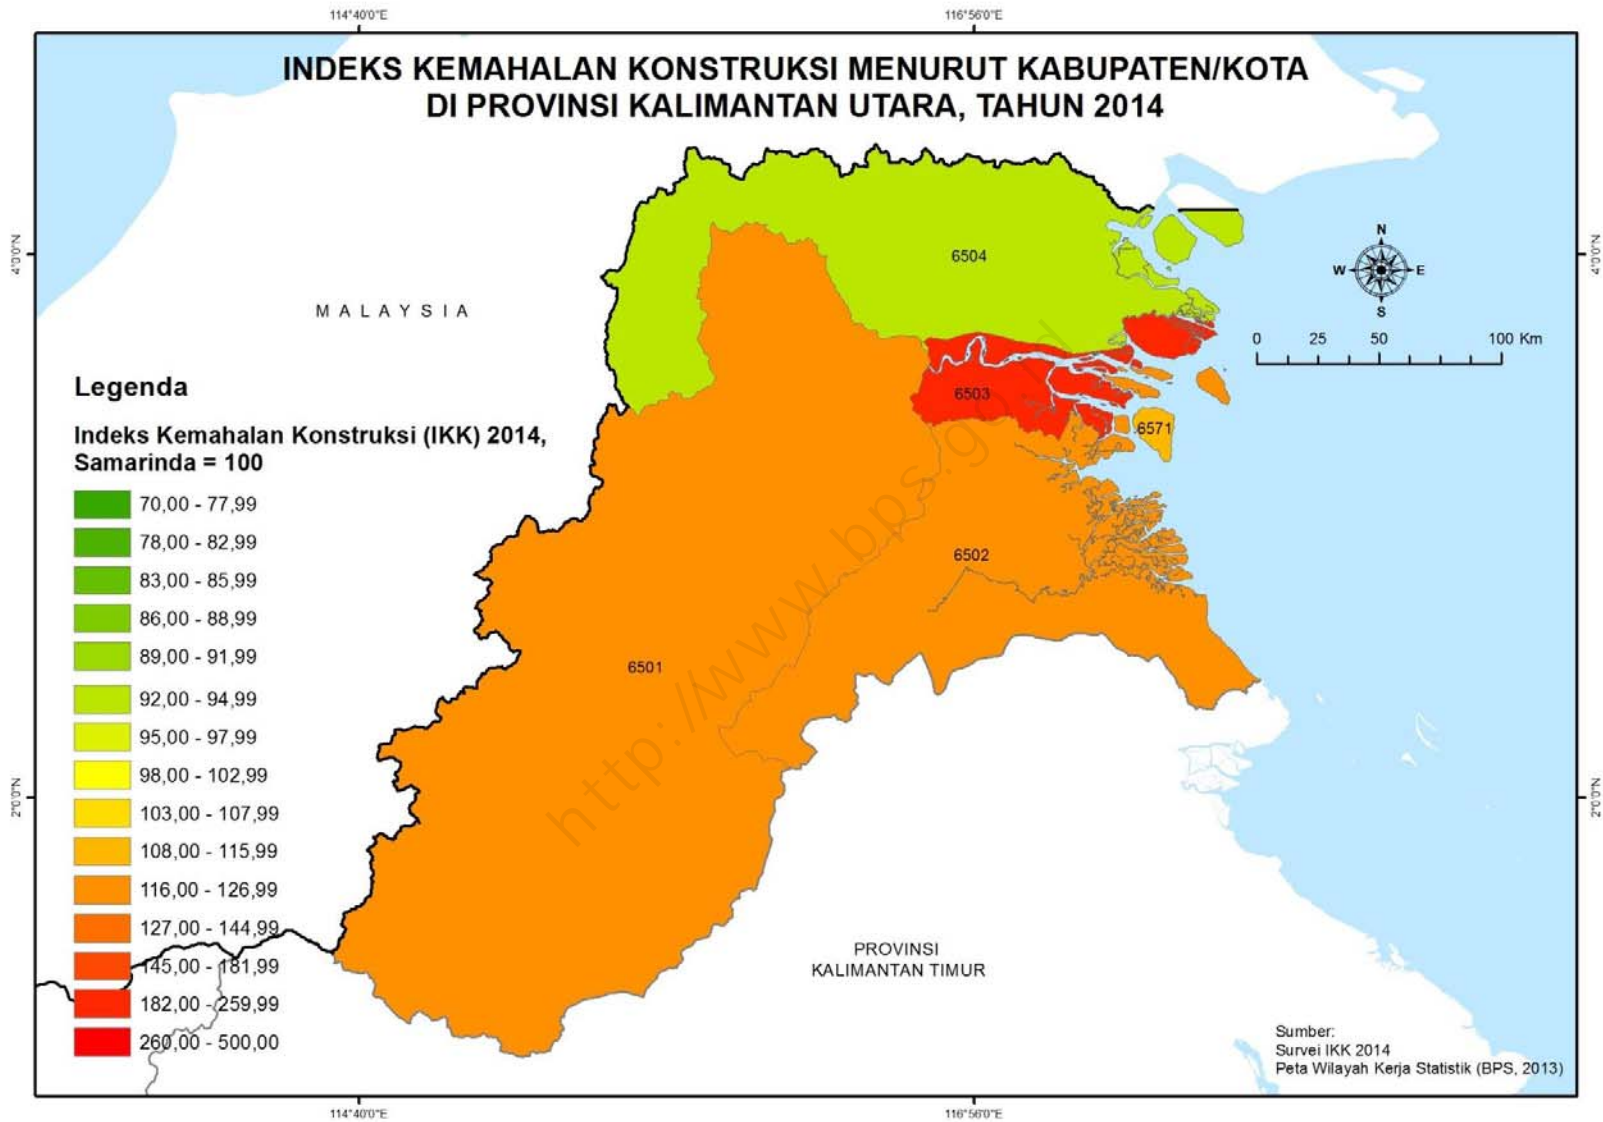 114°40'0"E
116°56'0"E
INDEKS KEMAHALAN KONSTRUKSI MENURUT KABUPATEN/KOTA
DI PROVINSI KALIMANTAN UTARA, TAHUN 2014
4°0'0"N
4°0'0"N
6504
N
W
E
S
MALAYSIA
0 25 50 100 Km
Legenda
6503
6571
Indeks Kemahalan Konstruksi (IKK) 2014,
Samarinda = 100
70,00 - 77,99
78,00 - 82,99
83,00 - 85,99
86,00 - 88,99
89,00 - 91,99
92,00 - 94,99
95,00 - 97,99
98,00 - 102,99
103,00 - 107,99
108,00 - 115,99
116,00 - 126,99
127,00 - 144,99
145,00 - 181,99
182,00 - 259,99
260,00 - 500,00
6502
6501
http://www.bps.go.id
2°0'0"N
2°0'0"N
PROVINSI
KALIMANTAN TIMUR
Sumber:
Survei IKK 2014
Peta Wilayah Kerja Statistik (BPS, 2013)
114°40'0"E
116°56'0"E